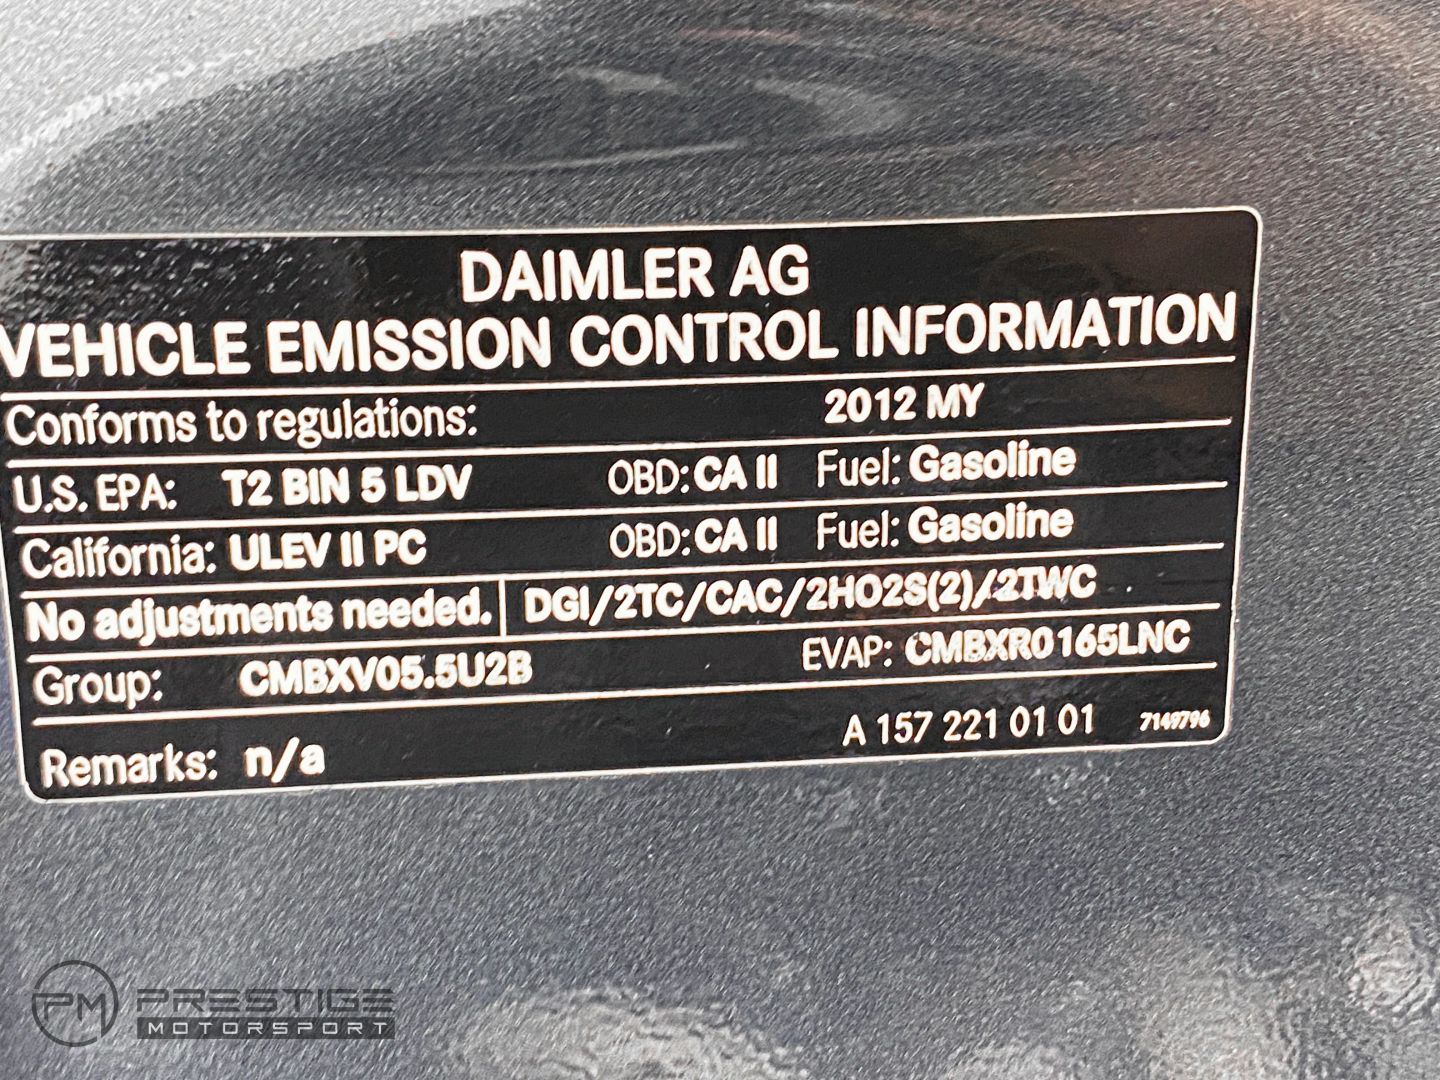 DAIMLER AG
VEHICLE EMISSION CONTROL INFORMATION
Conforms to regulations: 2012 MY
U.S. EPA: T2 BIN 5 LDV OBD: CA II Fuel: Gasoline
California: ULEV II PC OBD: CA II Fuel: Gasoline
No adjustments needed. DGI/2TC/CAC/2HO2S(2)/2TWC
Group: CMBXV05.5U2B EVAP: CMBXR0165LNC
Remarks: n/a A 157 221 01 01 7149796
PM PRESTIGE
MOTORSPORT